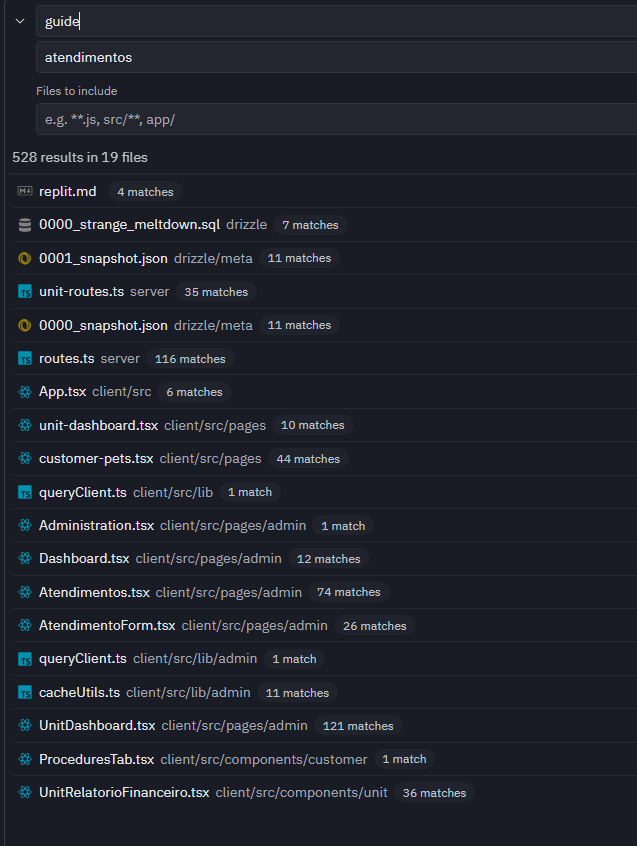 guide
atendimentos
Files to include
e.g. **.js, src/**, app/
528 results in 19 files
replit.md 4 matches
0000_strange_meltdown.sql drizzle 7 matches
0001_snapshot.json drizzle/meta 11 matches
TS unit-routes.ts server 35 matches
0000_snapshot.json drizzle/meta 11 matches
TS routes.ts server 116 matches
App.tsx client/src 6 matches
unit-dashboard.tsx client/src/pages 10 matches
customer-pets.tsx client/src/pages 44 matches
TS queryClient.ts client/src/lib 1 match
Administration.tsx client/src/pages/admin 1 match
Dashboard.tsx client/src/pages/admin 12 matches
Atendimentos.tsx client/src/pages/admin 74 matches
AtendimentoForm.tsx client/src/pages/admin 26 matches
TS queryClient.ts client/src/lib/admin 1 match
TS cacheUtils.ts client/src/lib/admin 11 matches
UnitDashboard.tsx client/src/pages/admin 121 matches
ProceduresTab.tsx client/src/components/customer 1 match
UnitRelatorioFinanceiro.tsx client/src/components/unit 36 matches